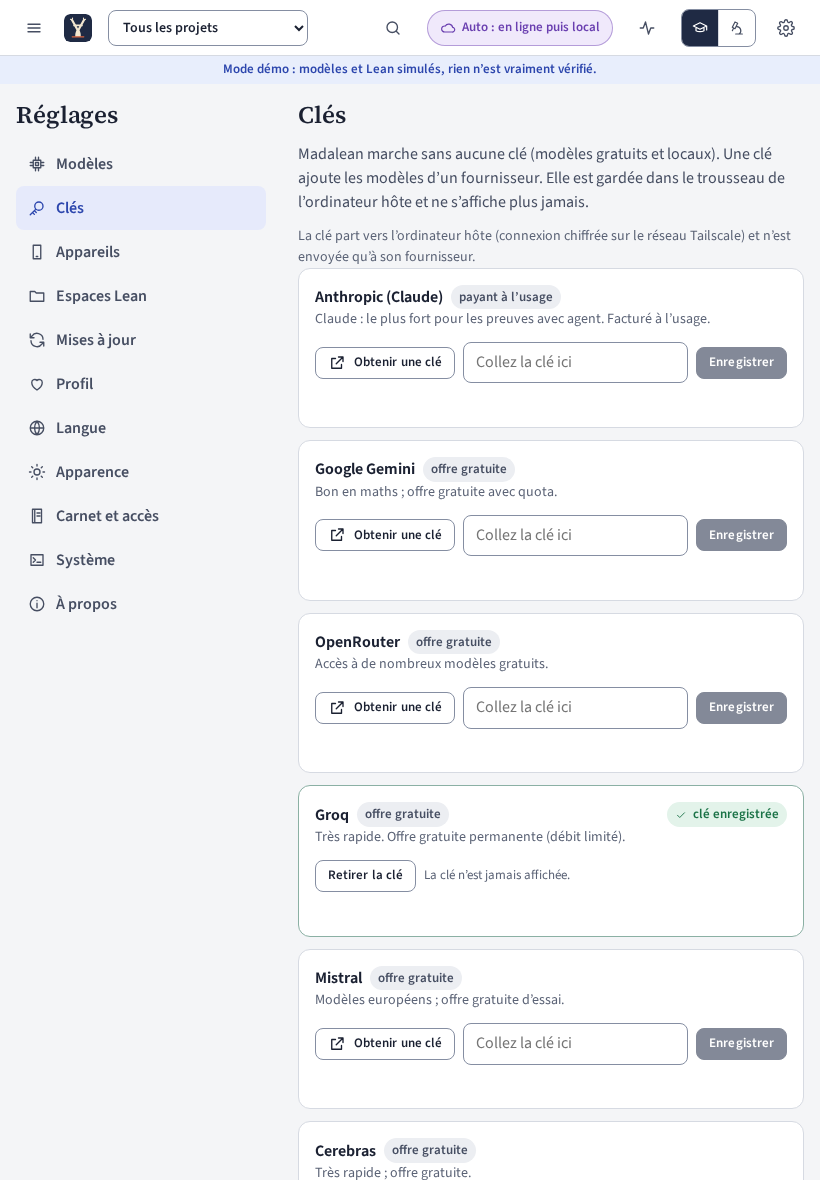 Tous les projets
Auto : en ligne puis local
Mode démo : modèles et Lean simulés, rien n’est vraiment vérifié.
Réglages
Modèles
Clés
Appareils
Espaces Lean
Mises à jour
Profil
Langue
Apparence
Carnet et accès
Système
À propos
Clés
Madalean marche sans aucune clé (modèles gratuits et locaux). Une clé
ajoute les modèles d’un fournisseur. Elle est gardée dans le trousseau de
l’ordinateur hôte et ne s’affiche plus jamais.
La clé part vers l’ordinateur hôte (connexion chiffrée sur le réseau Tailscale) et n’est
envoyée qu’à son fournisseur.
Anthropic (Claude) payant à l’usage
Claude : le plus fort pour les preuves avec agent. Facturé à l’usage.
Obtenir une clé Collez la clé ici Enregistrer
Google Gemini offre gratuite
Bon en maths ; offre gratuite avec quota.
Obtenir une clé Collez la clé ici Enregistrer
OpenRouter offre gratuite
Accès à de nombreux modèles gratuits.
Obtenir une clé Collez la clé ici Enregistrer
Groq offre gratuite clé enregistrée
Très rapide. Offre gratuite permanente (débit limité).
Retirer la clé La clé n’est jamais affichée.
Mistral offre gratuite
Modèles européens ; offre gratuite d’essai.
Obtenir une clé Collez la clé ici Enregistrer
Cerebras offre gratuite
Très rapide ; offre gratuite.